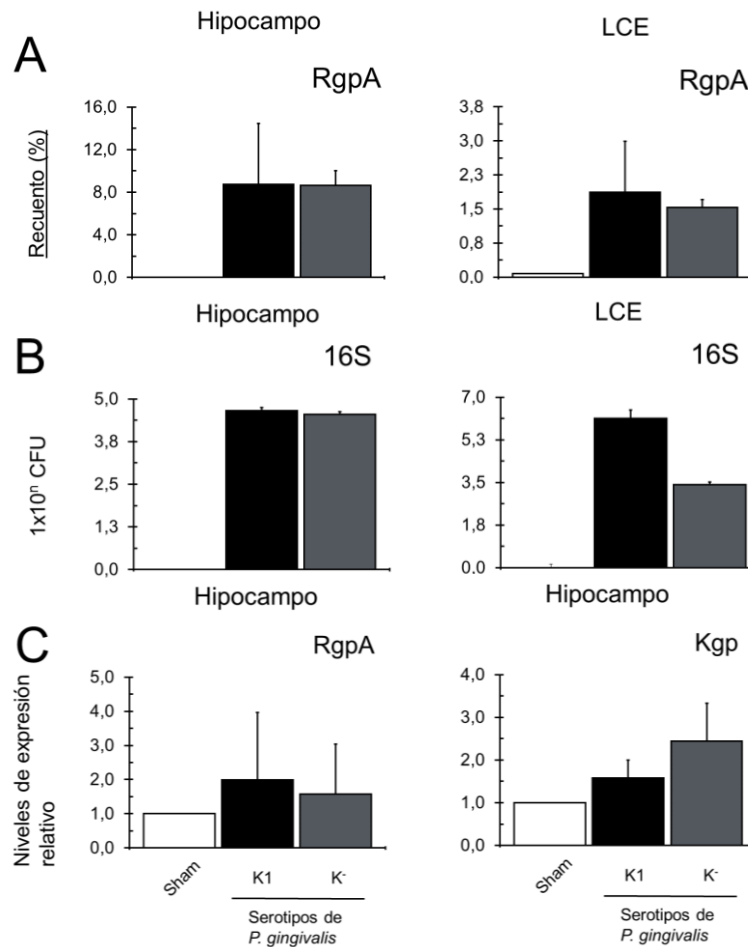 Hipocampo
LCE
A
RgpA
RgpA
Recuento (%)
16,0
12,0
8,0
4,0
0,0
3,8
3,0
2,3
1,5
0,8
0,0
Hipocampo
LCE
B
16S
16S
1x10ⁿ CFU
5,0
3,8
2,5
1,3
0,0
7,0
5,3
3,5
1,8
0.0
Hipocampo
Hipocampo
C
RgpA
Kgp
Niveles de expresión
relativo
5,0
4,0
3,0
2,0
1,0
0,0
4,0
3,0
2,0
1,0
0,0
Sham
K1
K-
Serotipos de
P. gingivalis
Sham
K1
K-
Serotipos de
P. gingivalis